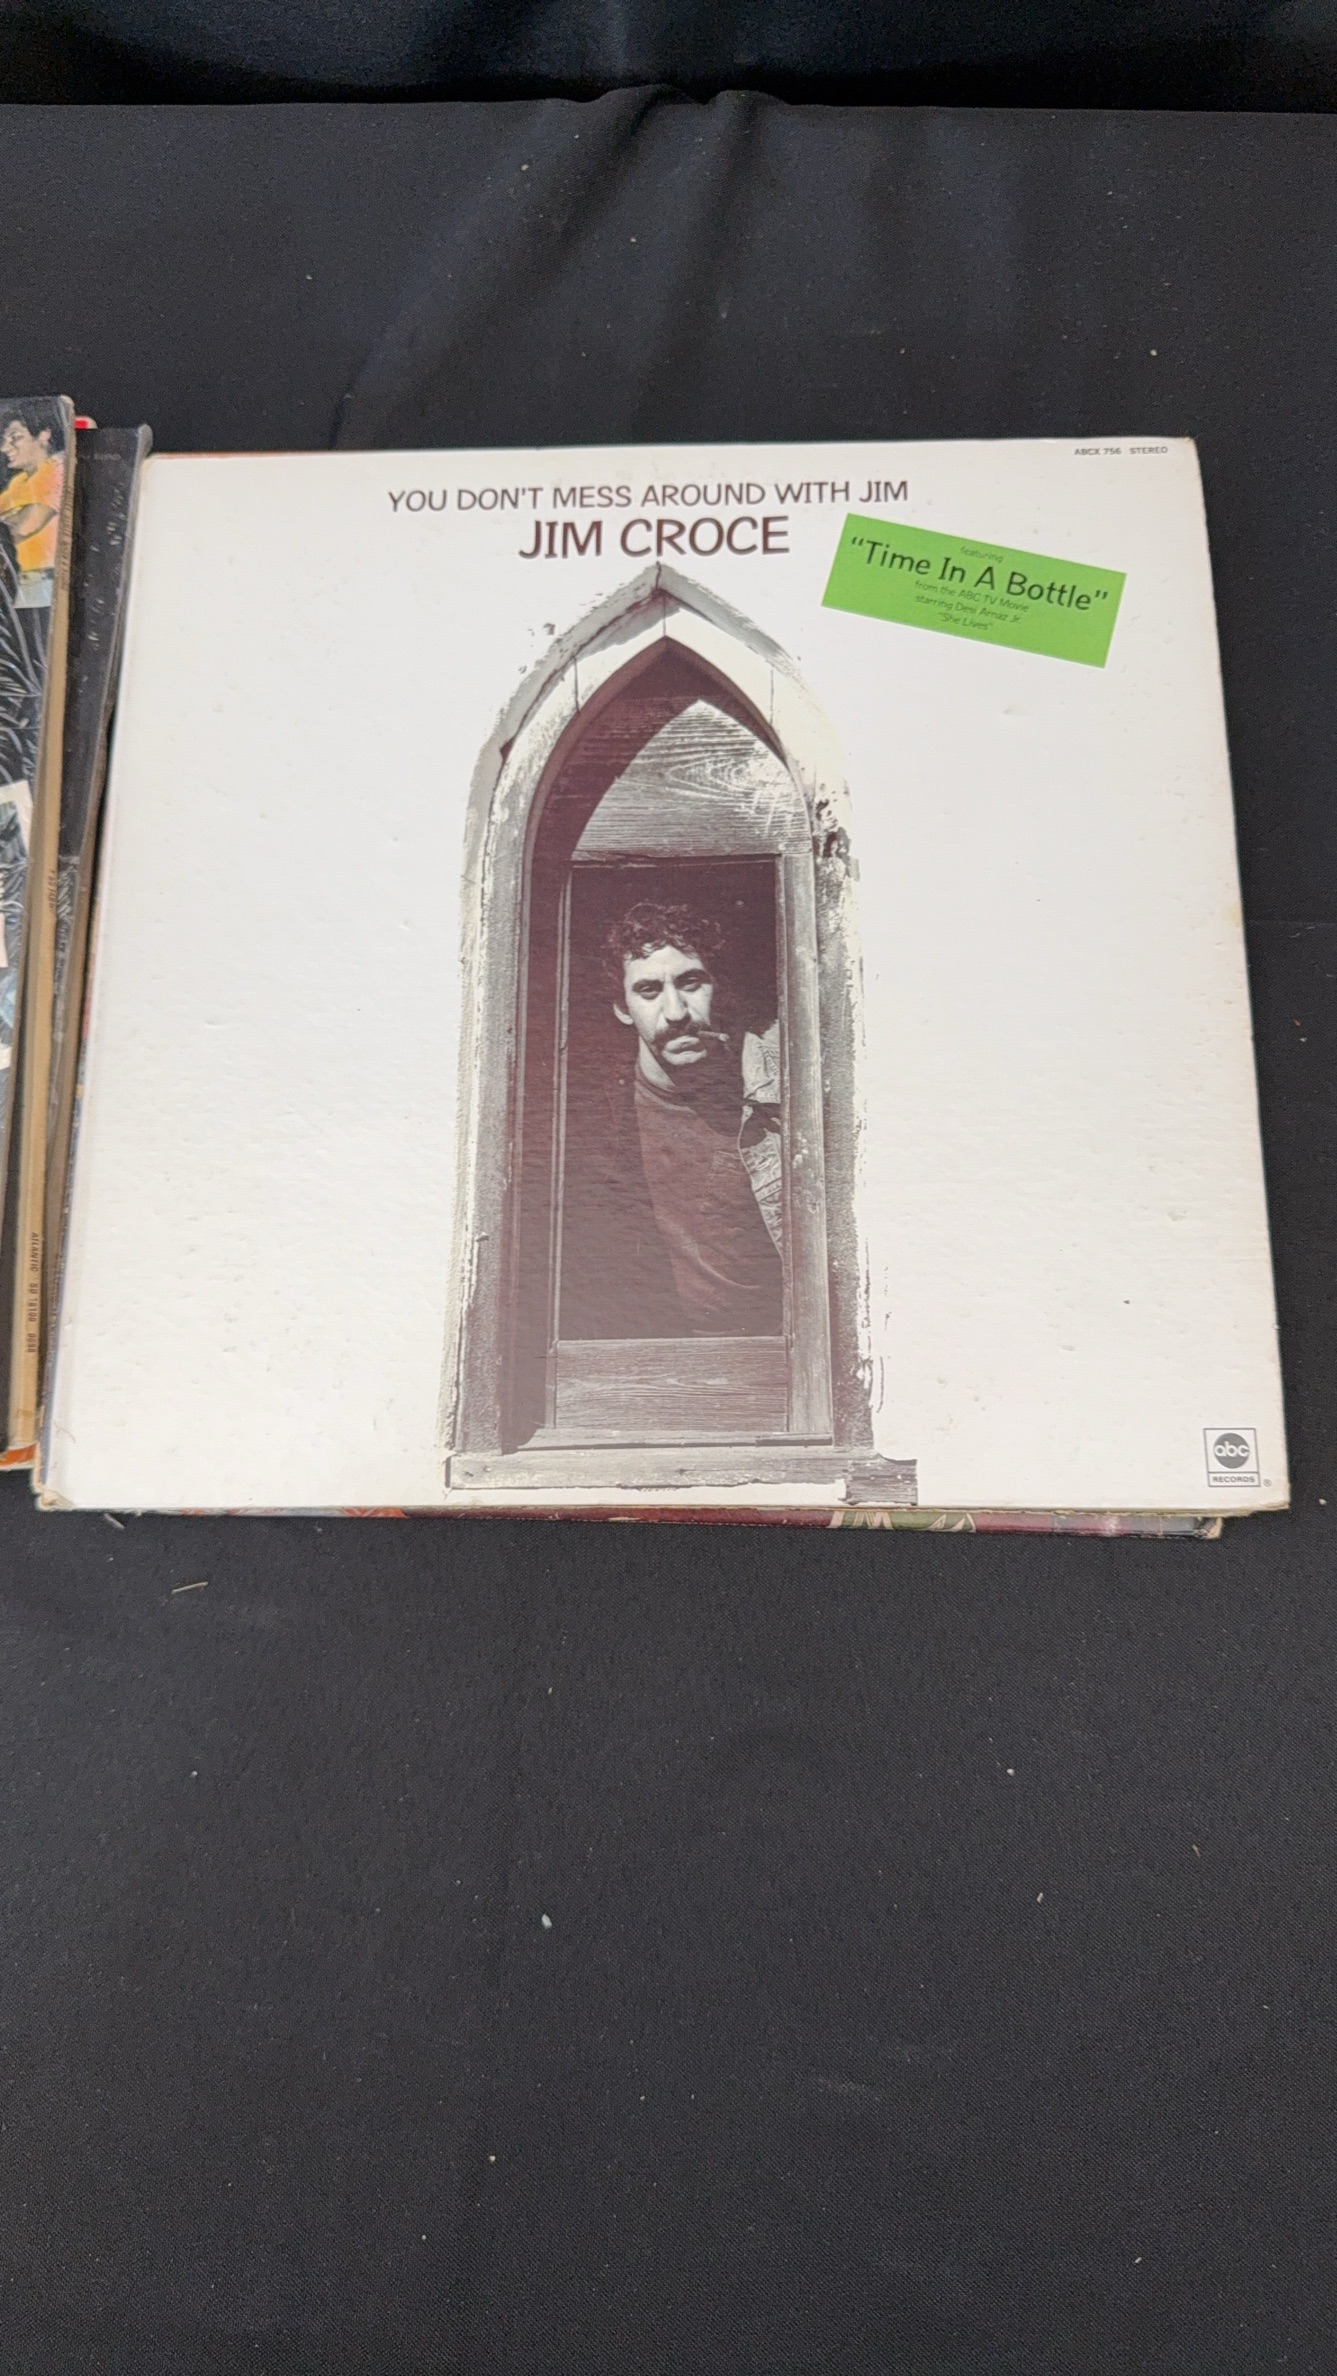 ABCX 756 STEREO
YOU DON'T MESS AROUND WITH JIM
JIM CROCE
featuring
"Time In A Bottle"
from the ABC TV Movie
starring Desi Arnaz Jr.
"She Lives"
abc
RECORDS ®
ATLANTIC SD